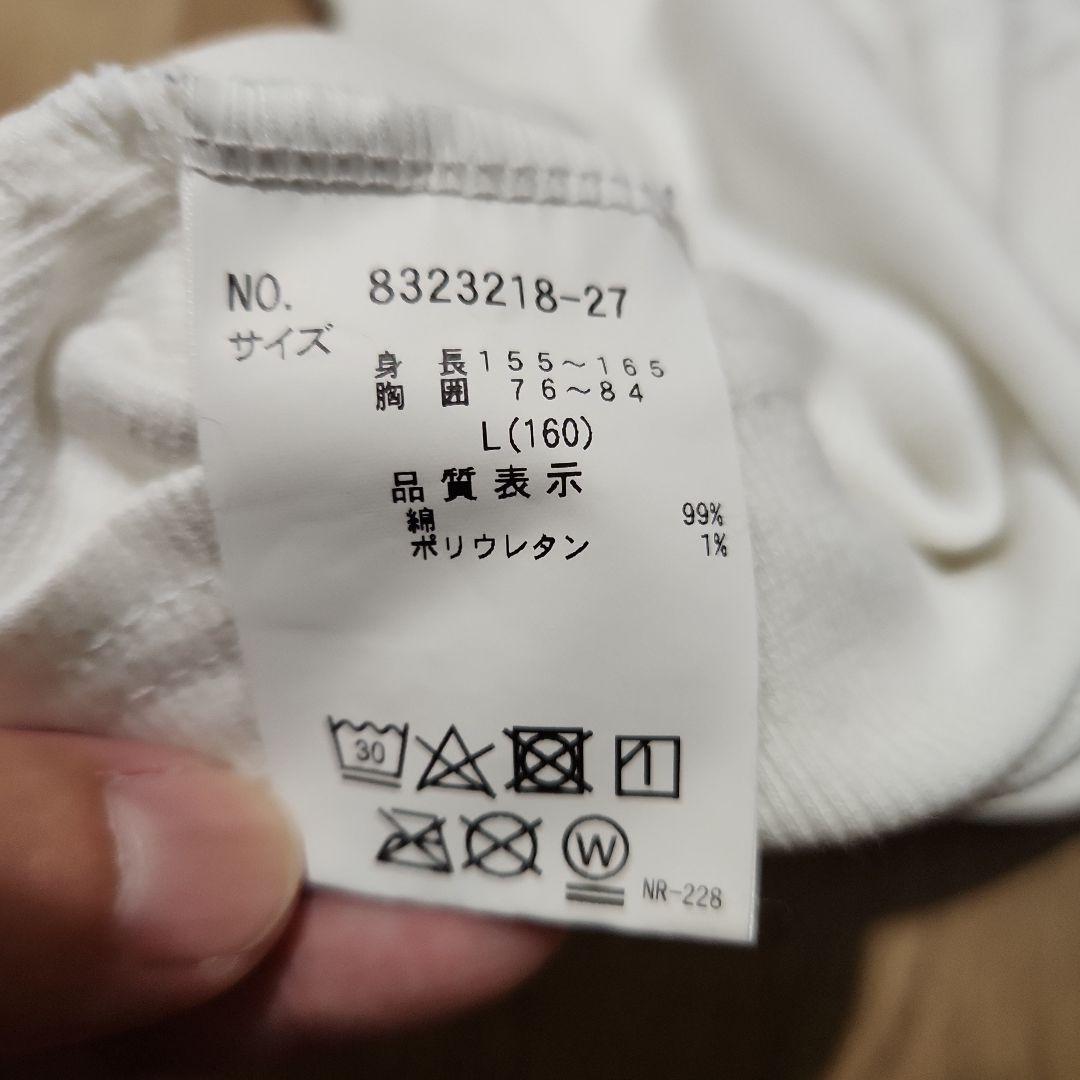 NO. 8323218-27
サイズ
身 長 155～165
胸 囲 76～84
L(160)
品質表示
綿 99%
ポリウレタン 1%
30
W
NR-228